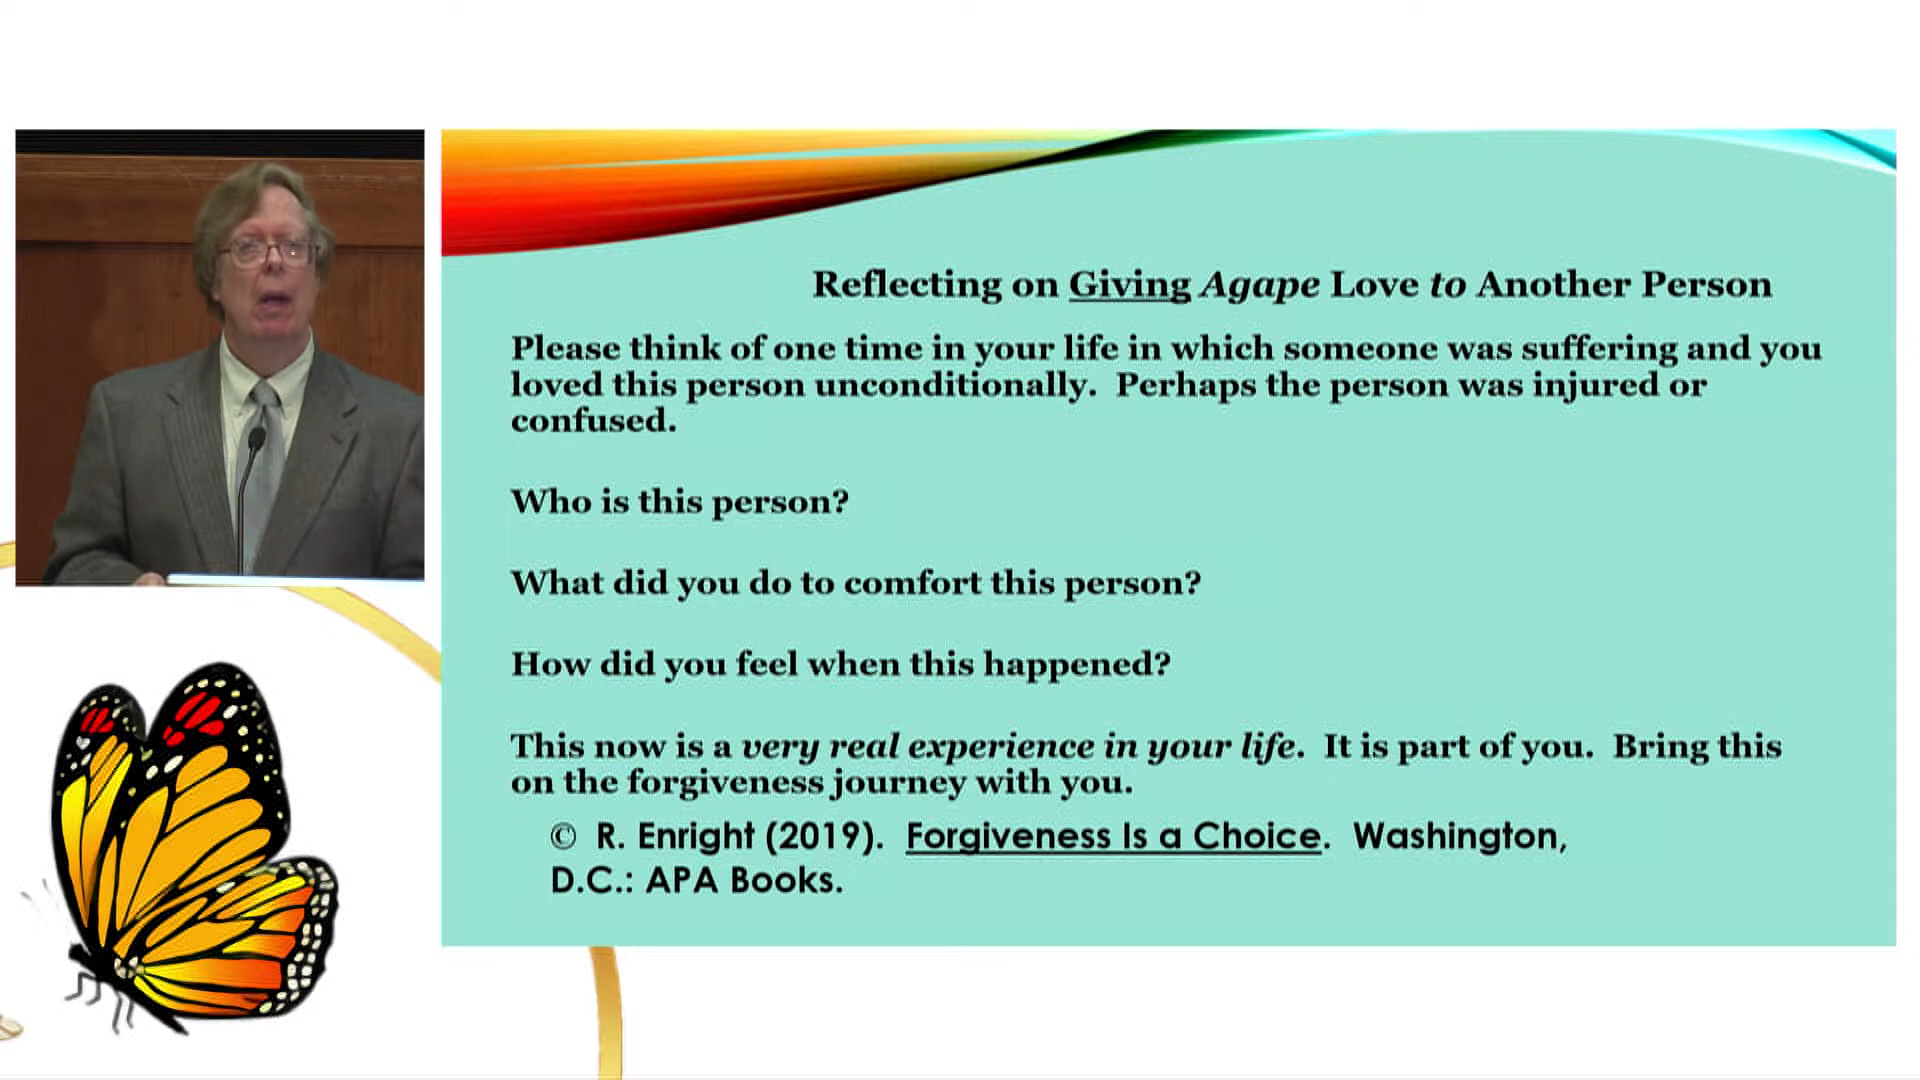 Reflecting on Giving Agape Love to Another Person
Please think of one time in your life in which someone was suffering and you
loved this person unconditionally.  Perhaps the person was injured or
confused.
Who is this person?
What did you do to comfort this person?
How did you feel when this happened?
This now is a very real experience in your life.  It is part of you.  Bring this
on the forgiveness journey with you.
©  R. Enright (2019).  Forgiveness Is a Choice.  Washington,
D.C.: APA Books.